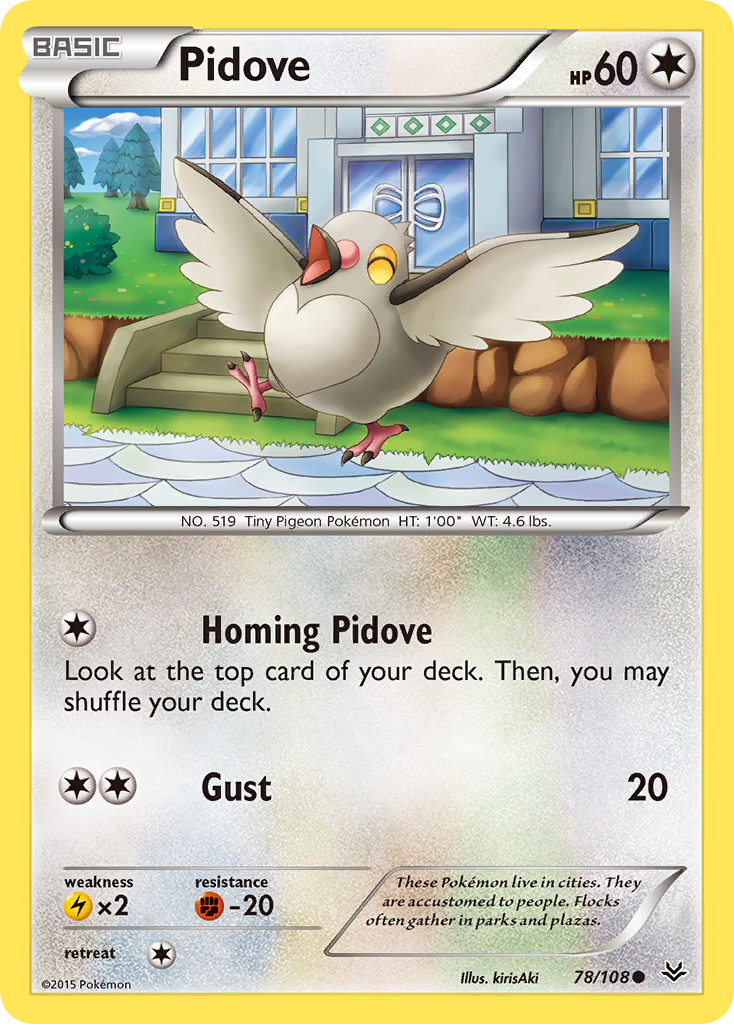 BASIC
Pidove
HP60
NO. 519 Tiny Pigeon Pokémon HT: 1'00" WT: 4.6 lbs.
Homing Pidove
Look at the top card of your deck. Then, you may
shuffle your deck.
Gust 20
weakness
×2
resistance
-20
retreat
These Pokémon live in cities. They
are accustomed to people. Flocks
often gather in parks and plazas.
©2015 Pokémon
Illus. kirisAki
78/108